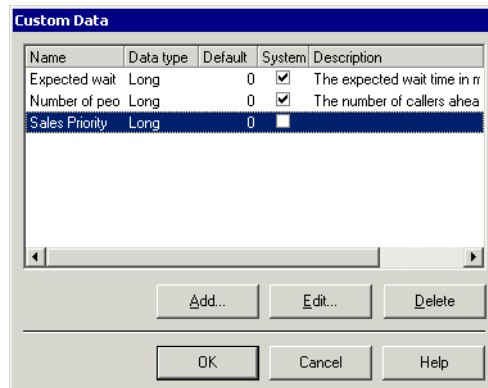 Custom Data
Name Data type Default System Description
Expected wait Long 0 The expected wait time in m
Number of peo Long 0 The number of callers ahea
Sales Priority Long 0
Add... Edit... Delete
OK Cancel Help